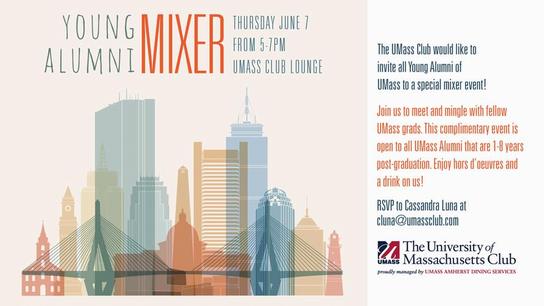 YOUNG
ALUMNI
MIXER
THURSDAY JUNE 7
FROM 5-7PM
UMASS CLUB LOUNGE
The UMass Club would like to
invite all Young Alumni of
UMass to a special mixer event!
Join us to meet and mingle with fellow
UMass grads. This complimentary event is
open to all UMass Alumni that are 1-8 years
post-graduation. Enjoy hors d'oeuvres and
a drink on us!
RSVP to Cassandra Luna at
cluna@umassclub.com
UMASS
The University of
Massachusetts Club
proudly managed by UMASS AMHERST DINING SERVICES